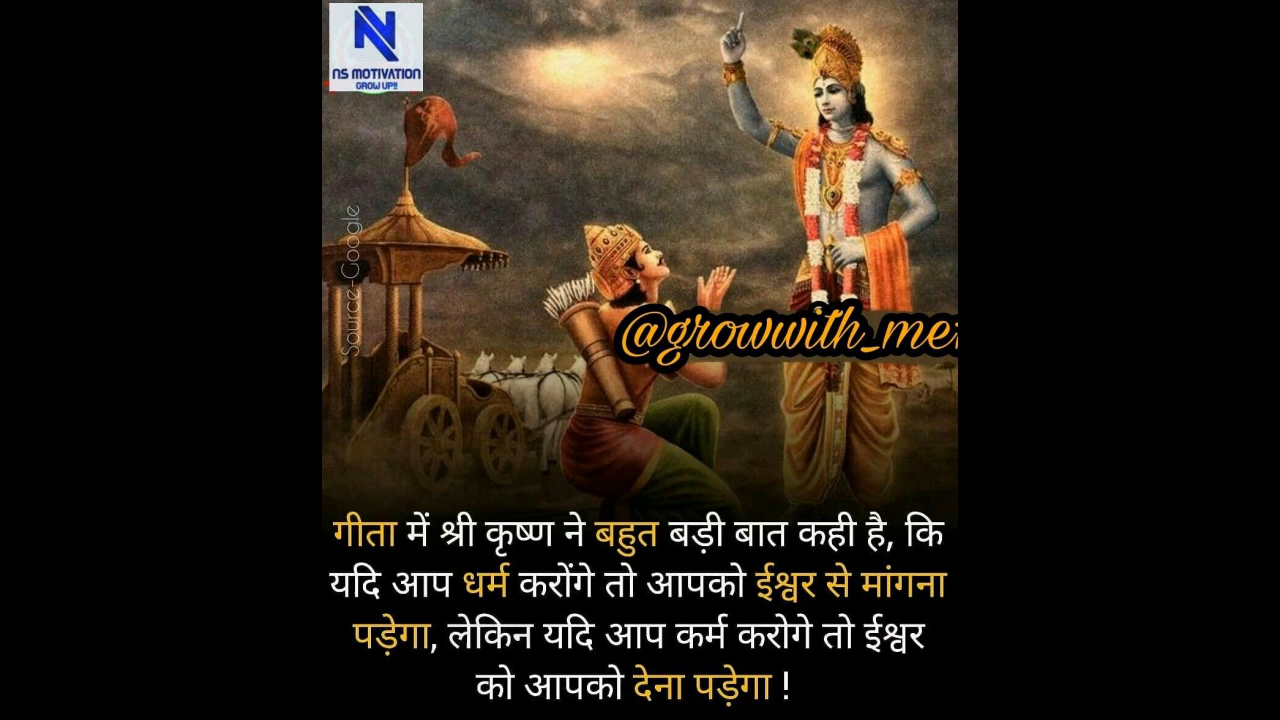 NS MOTIVATION
GROW UP!!
Source-Google
@growwith_me
गीता में श्री कृष्ण ने बहुत बड़ी बात कही है, कि
यदि आप धर्म करोंगे तो आपको ईश्वर से मांगना
पड़ेगा, लेकिन यदि आप कर्म करोगे तो ईश्वर
को आपको देना पड़ेगा !